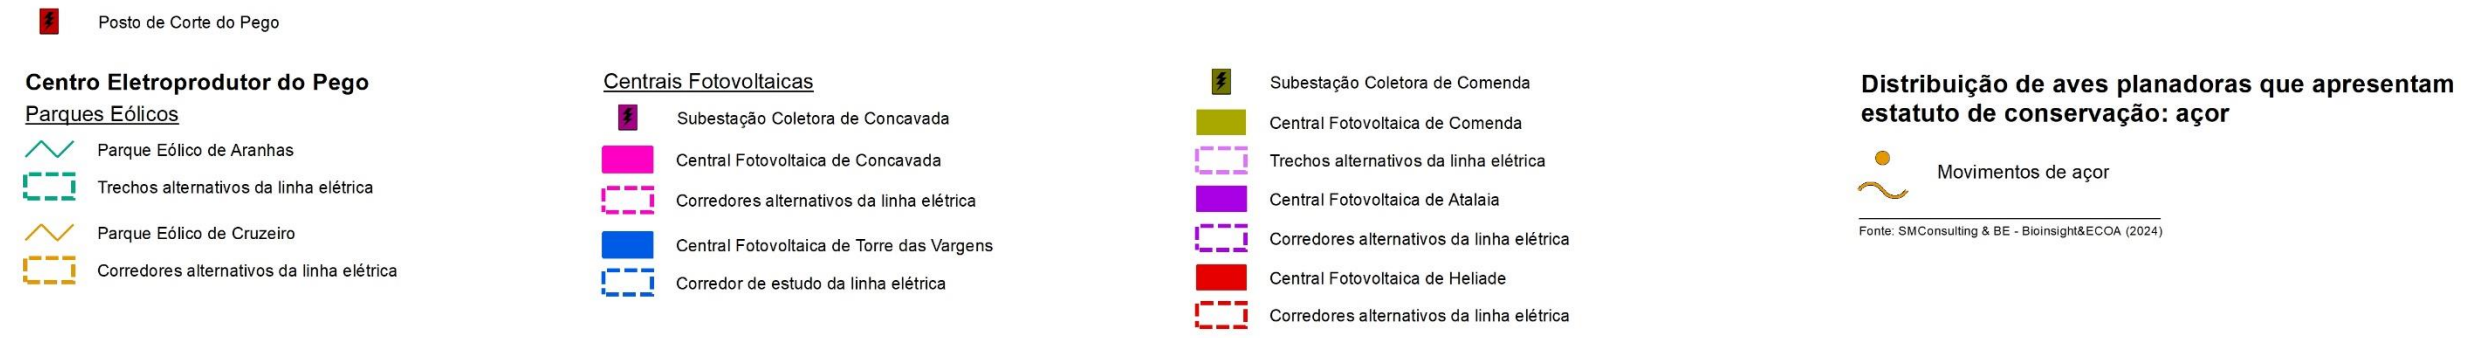 Posto de Corte do Pego
Centro Eletroprodutor do Pego
Parques Eólicos
Parque Eólico de Aranhas
Trechos alternativos da linha elétrica
Parque Eólico de Cruzeiro
Corredores alternativos da linha elétrica
Centrais Fotovoltaicas
Subestação Coletora de Concavada
Central Fotovoltaica de Concavada
Corredores alternativos da linha elétrica
Central Fotovoltaica de Torre das Vargens
Corredor de estudo da linha elétrica
Subestação Coletora de Comenda
Central Fotovoltaica de Comenda
Trechos alternativos da linha elétrica
Central Fotovoltaica de Atalaia
Corredores alternativos da linha elétrica
Central Fotovoltaica de Heliade
Corredores alternativos da linha elétrica
Distribuição de aves planadoras que apresentam
estatuto de conservação: açor
Movimentos de açor
Fonte: SMConsulting & BE - Bioinsight&ECOA (2024)